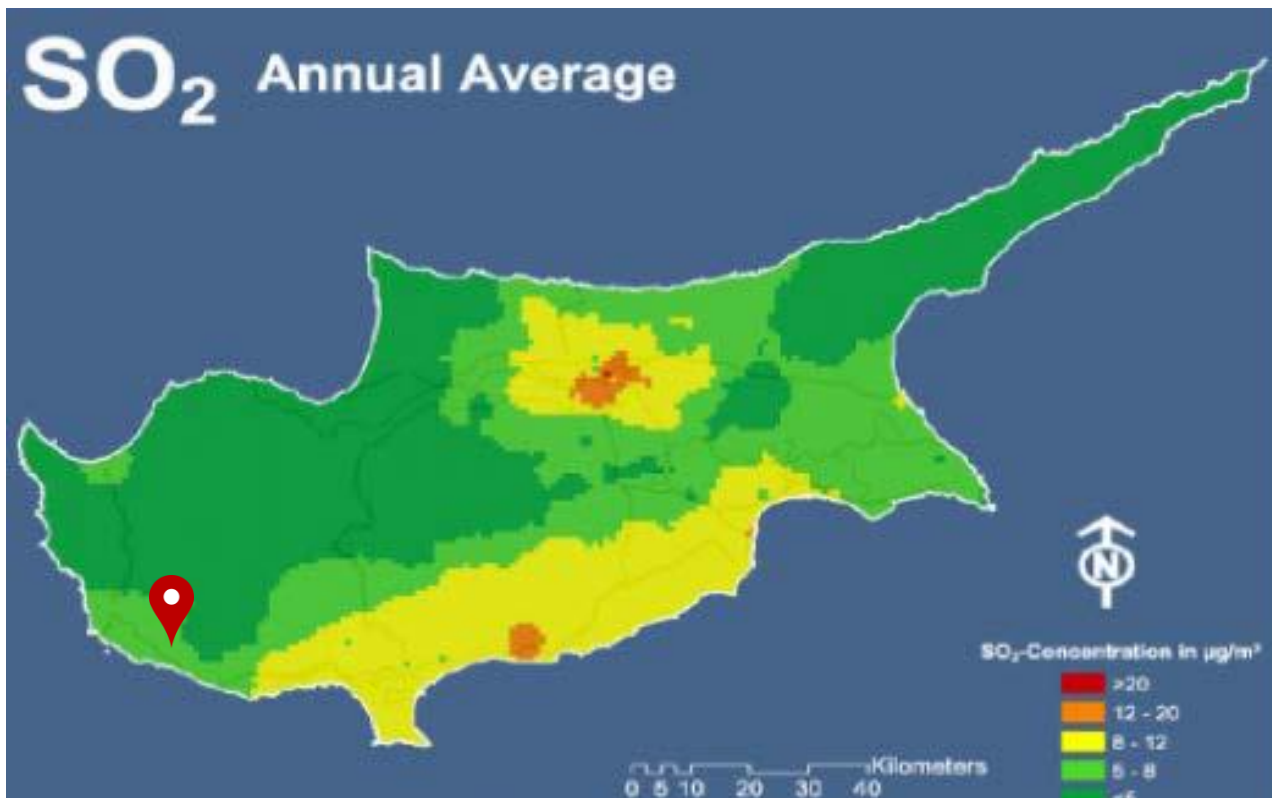 SO₂ Annual Average
N
SO₂-Concentration in µg/m³
>20
12 - 20
8 - 12
5 - 8
<5
Kilometers
0 5 10 20 30 40